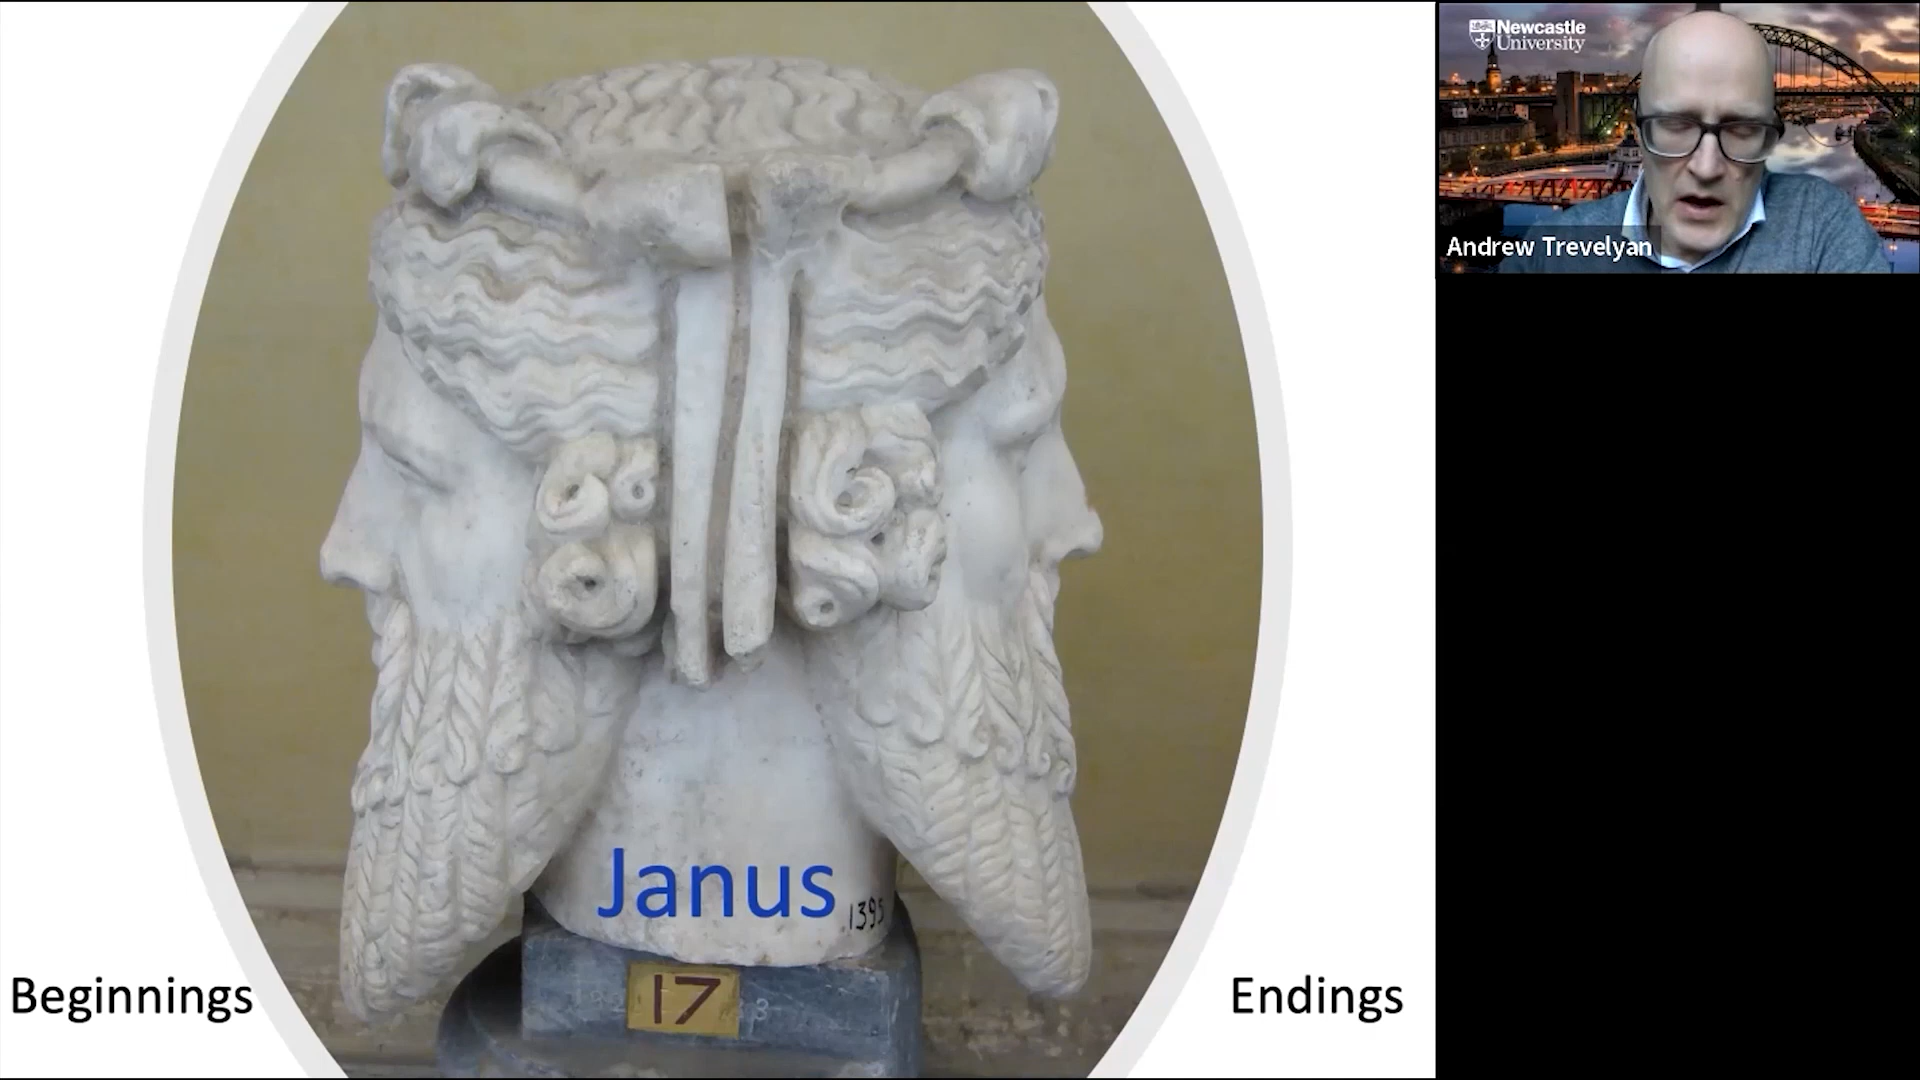 Janus
1395
17
Beginnings
Endings
Newcastle
University
Andrew Trevelyan